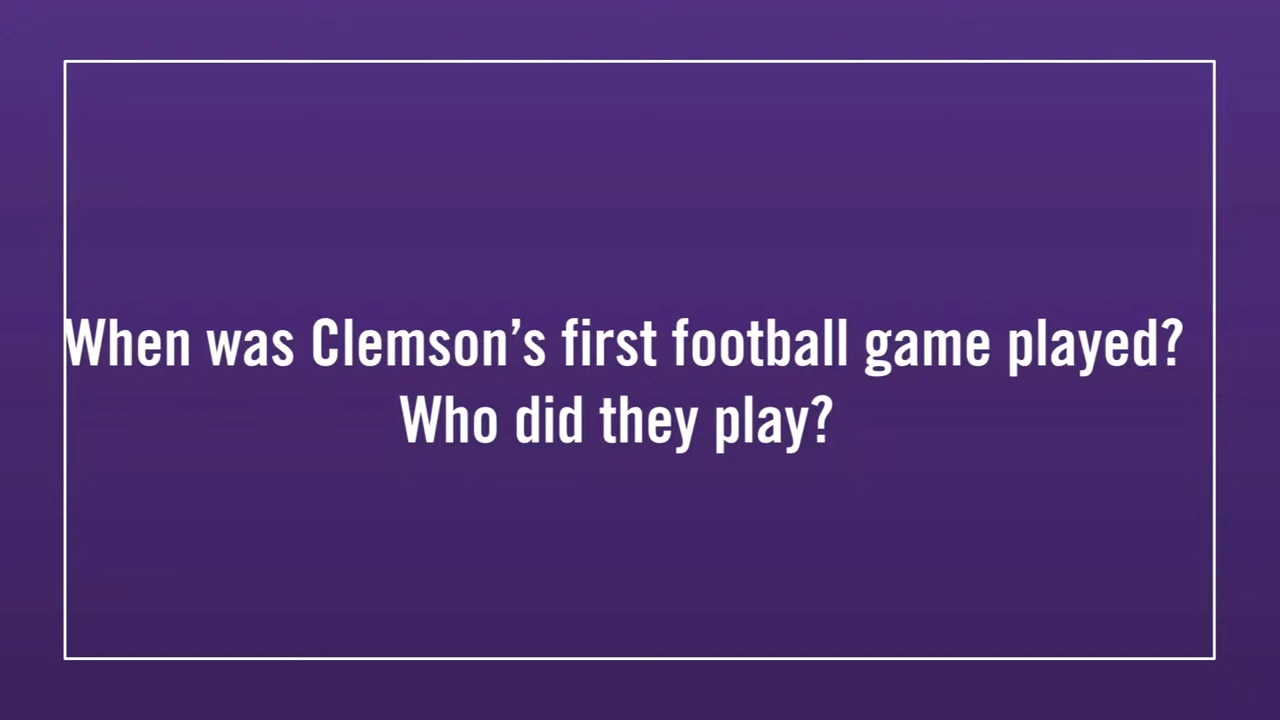 When was Clemson’s first football game played?
Who did they play?